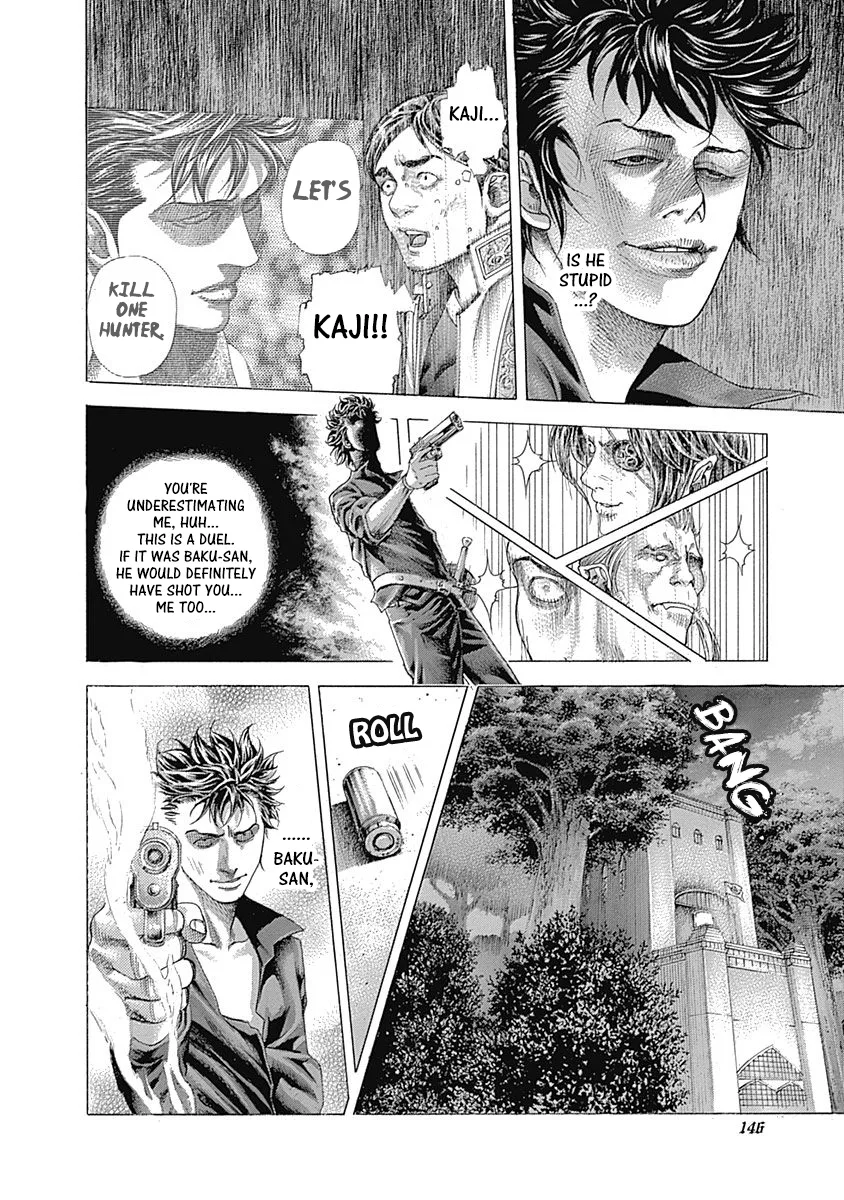 IS HE
STUPID
...?
KAJI...
KAJI!!
LET'S
KILL
ONE
HUNTER.
YOU'RE
UNDERESTIMATING
ME, HUH...
THIS IS A DUEL.
IF IT WAS BAKU-SAN,
HE WOULD DEFINITELY
HAVE SHOT YOU...
ME TOO...
BANG
ROLL
......
BAKU-
SAN,
146